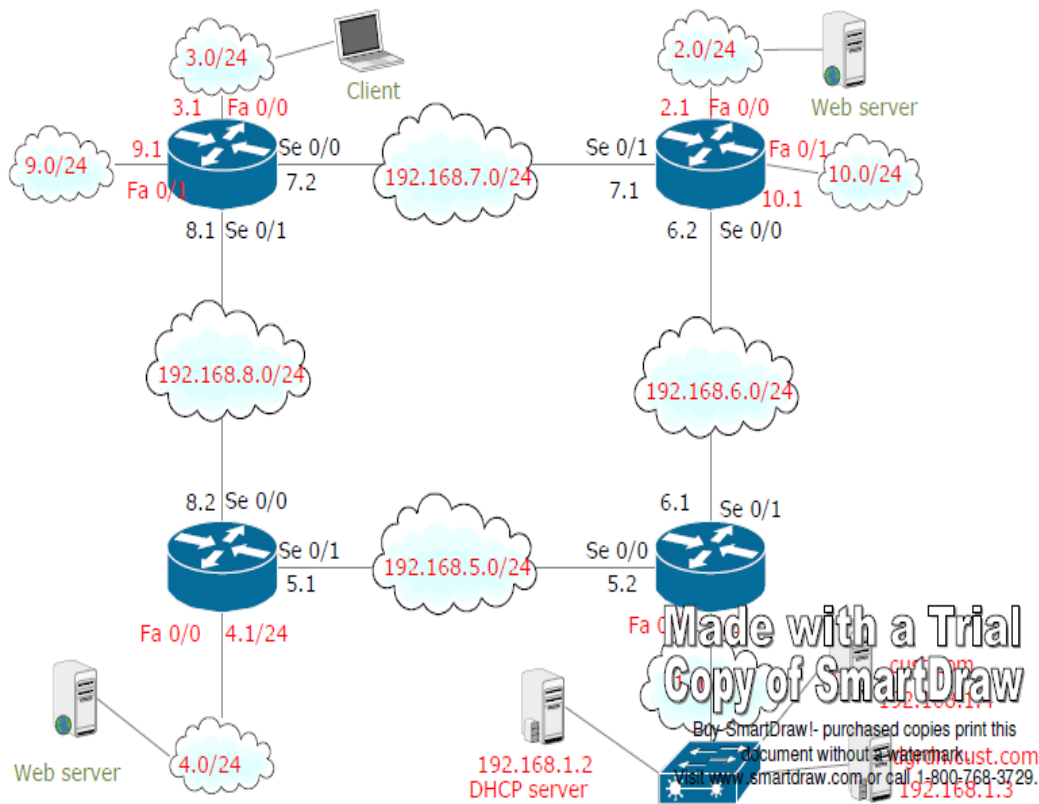 3.0/24
Client
3.1 Fa 0/0
2.0/24
Web server
2.1 Fa 0/0
9.0/24
9.1
Fa 0/1
Se 0/0
7.2
192.168.7.0/24
Se 0/1
7.1
Fa 0/1
10.0/24
10.1
8.1 Se 0/1
6.2 Se 0/0
192.168.8.0/24
192.168.6.0/24
8.2 Se 0/0
6.1 Se 0/1
Se 0/1
5.1
192.168.5.0/24
Se 0/0
5.2
Fa 0/0 4.1/24
Web server
4.0/24
192.168.1.2
DHCP server
Made with a Trial
Copy of SmartDraw
Buy SmartDraw!- purchased copies print this
document without a watermark.
Visit www.smartdraw.com or call 1-800-768-3729.
192.168.1.3